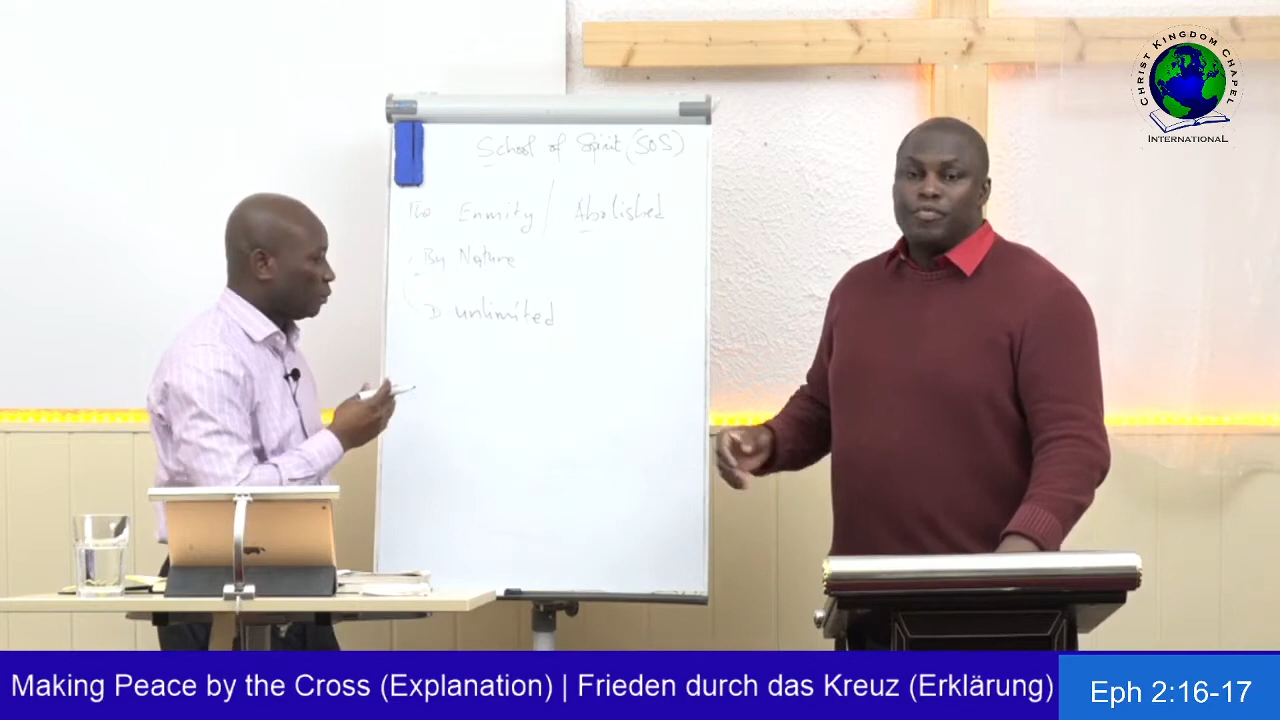 CHRIST KINGDOM CHAPEL
INTERNATIONAL
School of Spirit (SOS)
The Enmity / Abolished
By Nature
D unlimited
Making Peace by the Cross (Explanation) | Frieden durch das Kreuz (Erklärung)
Eph 2:16-17